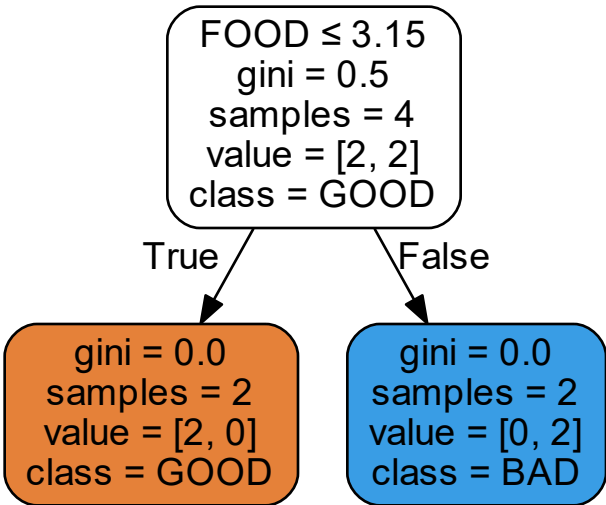 FOOD ≤ 3.15
gini = 0.5
samples = 4
value = [2, 2]
class = GOOD
True
False
gini = 0.0
samples = 2
value = [2, 0]
class = GOOD
gini = 0.0
samples = 2
value = [0, 2]
class = BAD